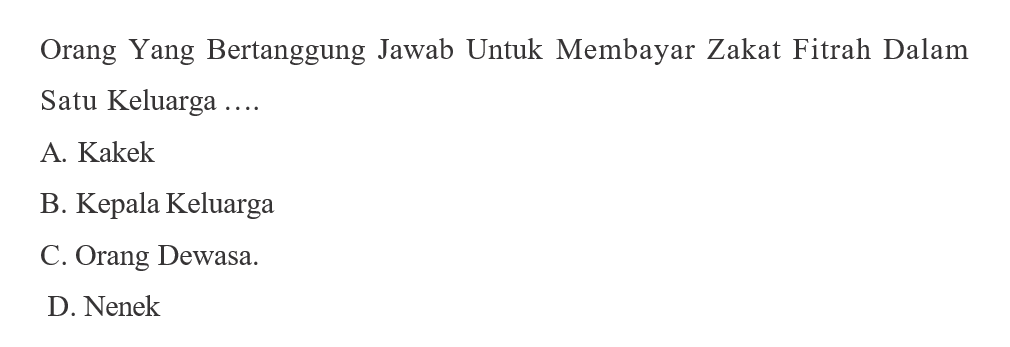 Orang Yang Bertanggung Jawab Untuk Membayar Zakat Fitrah Dalam
Satu Keluarga ….
A. Kakek
B. Kepala Keluarga
C. Orang Dewasa.
D. Nenek